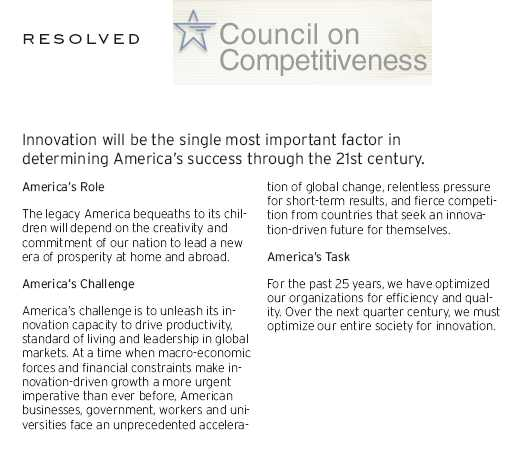 RESOLVED
Council on
Competitiveness
Innovation will be the single most important factor in
determining America's success through the 21st century.
America's Role
The legacy America bequeaths to its chil-
dren will depend on the creativity and
commitment of our nation to lead a new
era of prosperity at home and abroad.
America's Challenge
America's challenge is to unleash its in-
novation capacity to drive productivity,
standard of living and leadership in global
markets. At a time when macro-economic
forces and financial constraints make in-
novation-driven growth a more urgent
imperative than ever before, American
businesses, government, workers and uni-
versities face an unprecedented accelera-
tion of global change, relentless pressure
for short-term results, and fierce competi-
tion from countries that seek an innova-
tion-driven future for themselves.
America's Task
For the past 25 years, we have optimized
our organizations for efficiency and qual-
ity. Over the next quarter century, we must
optimize our entire society for innovation.